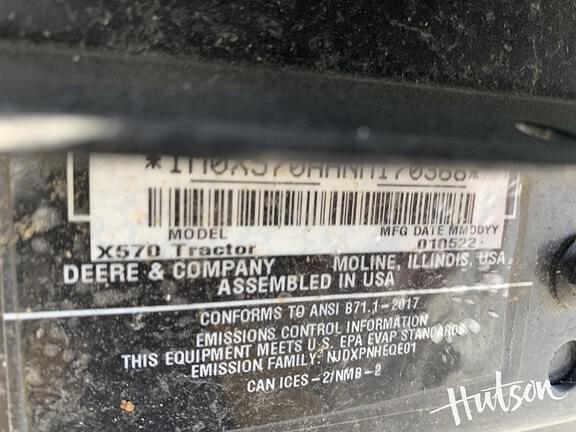 MODEL
MFG DATE MMDDYY
X570 Tractor
010522
DEERE & COMPANY
MOLINE, ILLINOIS, USA
ASSEMBLED IN USA
CONFORMS TO ANSI B71.1-2017
EMISSIONS CONTROL INFORMATION
THIS EQUIPMENT MEETS U.S. EPA EVAP STANDARDS.
EMISSION FAMILY: NJDXPNHEQE01
CAN ICES-2/NMB-2
Hutson